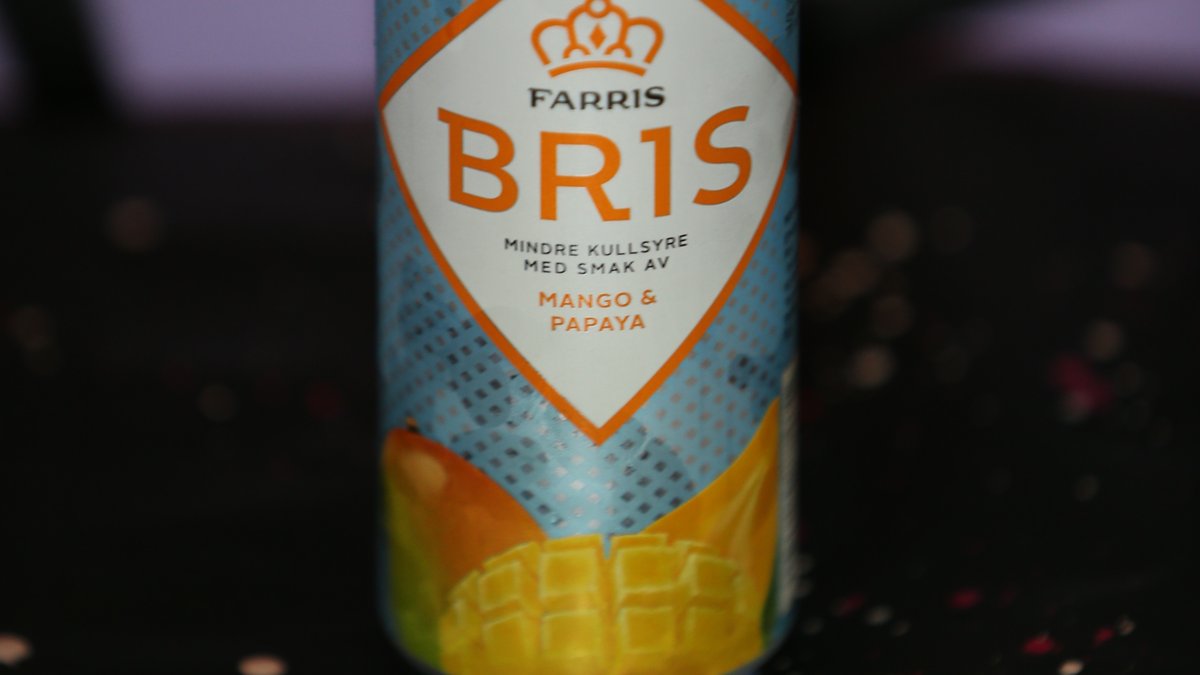 FARRIS
BRIS
MINDRE KULLSYRE
MED SMAK AV
MANGO &
PAPAYA